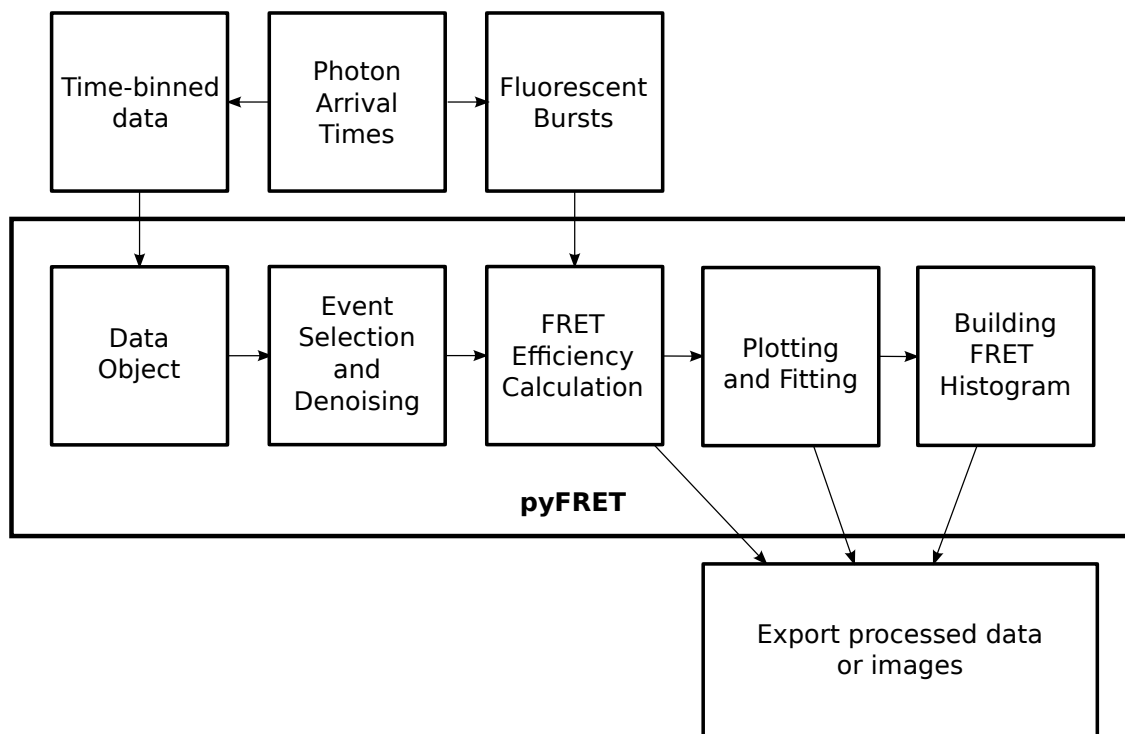 Time-binned
data
Photon
Arrival
Times
Fluorescent
Bursts
Data
Object
Event
Selection
and
Denoising
FRET
Efficiency
Calculation
Plotting
and Fitting
Building
FRET
Histogram
pyFRET
Export processed data
or images